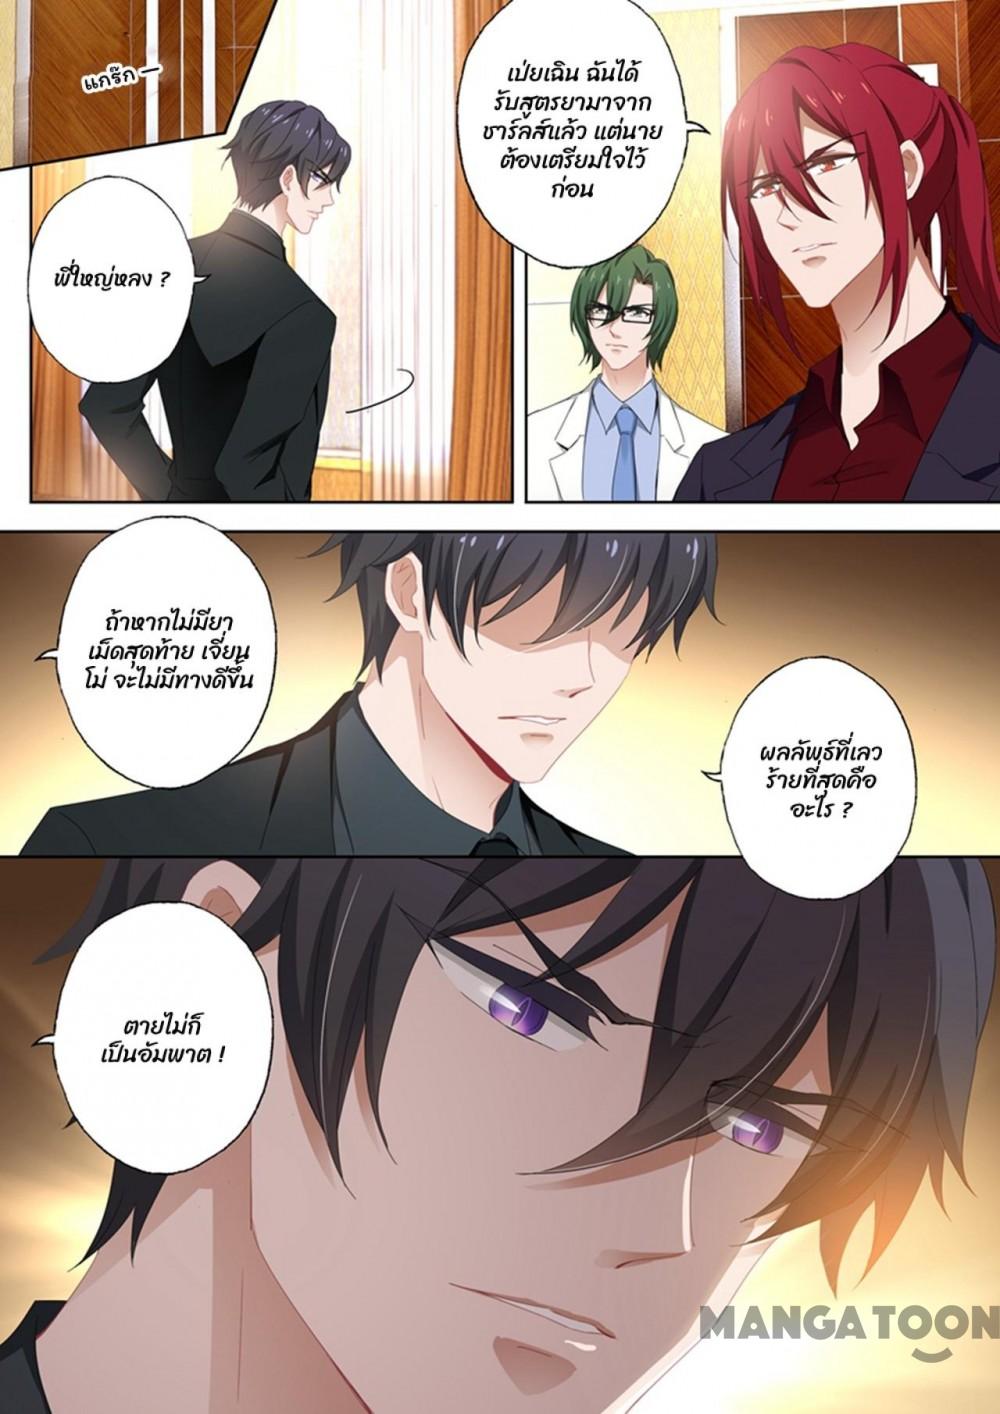 แกร๊ก —
พี่ใหญ่หลง ?
เป่ยเฉิน ฉันได้
รับสูตรยามาจาก
ชาร์ลส์แล้ว แต่นาย
ต้องเตรียมใจไว้
ก่อน
ถ้าหากไม่มียา
เม็ดสุดท้าย เจี่ยน
โม่ จะไม่มีทางดีขึ้น
ผลลัพธ์ที่เลว
ร้ายที่สุดคือ
อะไร ?
ตายไม่ก็
เป็นอัมพาต !
MANGATOON